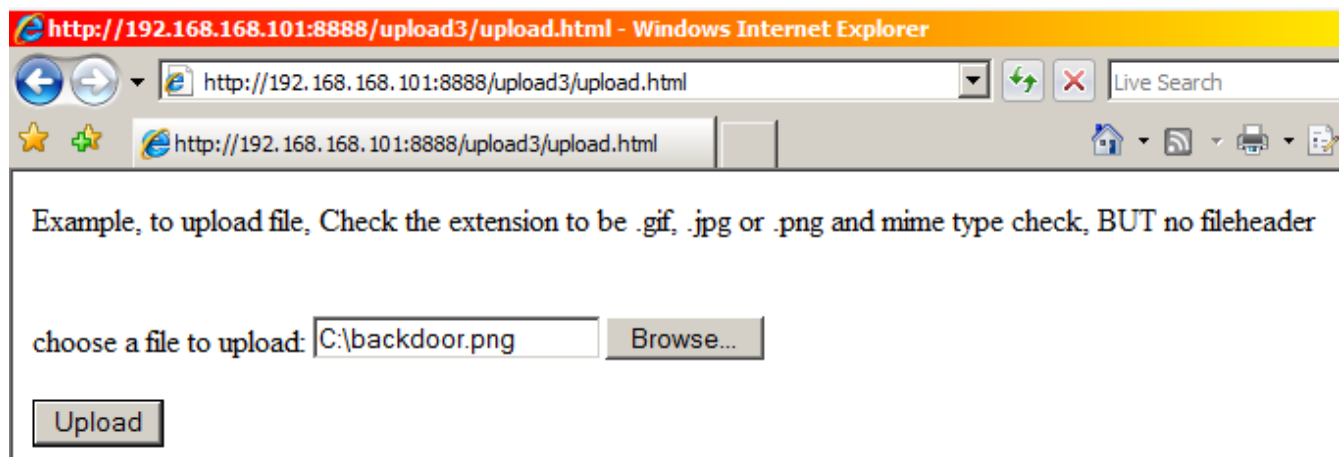 http://192.168.168.101:8888/upload3/upload.html - Windows Internet Explorer
http://192.168.168.101:8888/upload3/upload.html Live Search
http://192.168.168.101:8888/upload3/upload.html
Example, to upload file, Check the extension to be .gif, .jpg or .png and mime type check, BUT no fileheader
choose a file to upload: C:\backdoor.png Browse...
Upload